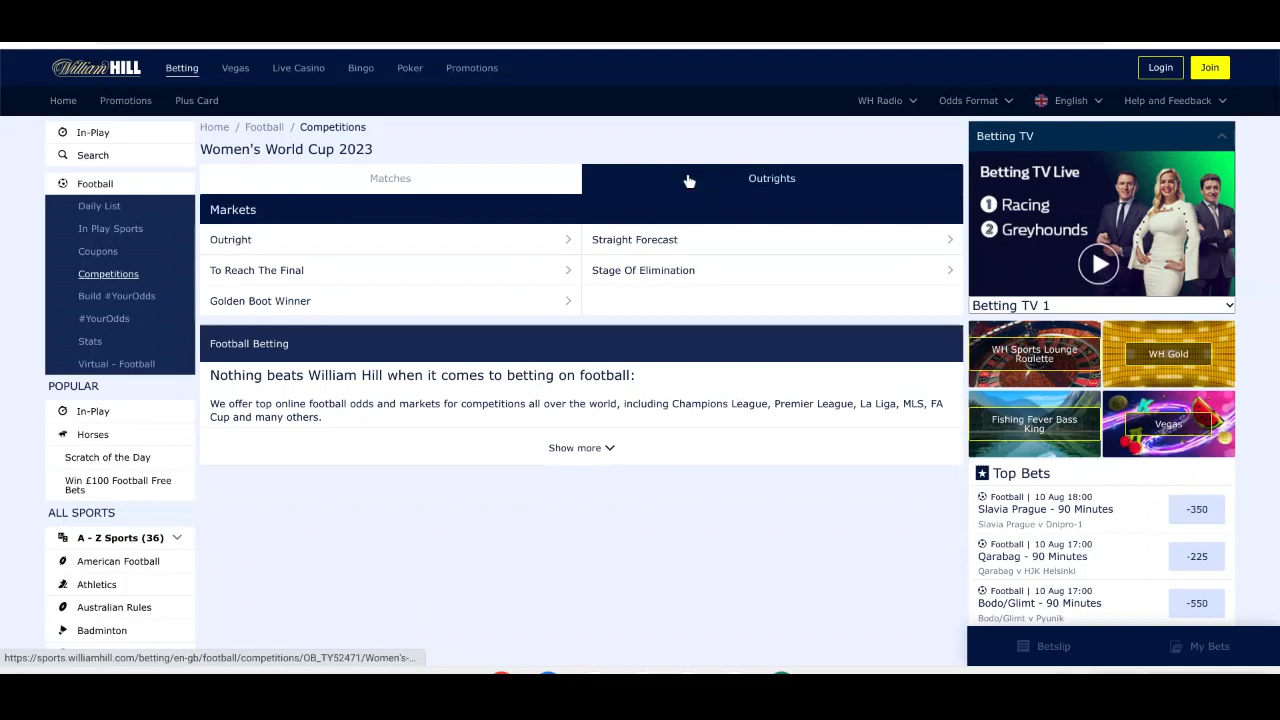 William HILL
Betting
Vegas
Live Casino
Bingo
Poker
Promotions
Login
Join
Home
Promotions
Plus Card
WH Radio
Odds Format
English
Help and Feedback
In-Play
Search
Football
Daily List
In Play Sports
Coupons
Competitions
Build #YourOdds
#YourOdds
Stats
Virtual - Football
POPULAR
In-Play
Horses
Scratch of the Day
Win £100 Football Free
Bets
ALL SPORTS
A - Z Sports (36)
American Football
Athletics
Australian Rules
Badminton
Home / Football / Competitions
Women's World Cup 2023
Matches
Outrights
Markets
Outright
Straight Forecast
To Reach The Final
Stage Of Elimination
Golden Boot Winner
Football Betting
Nothing beats William Hill when it comes to betting on football:
We offer top online football odds and markets for competitions all over the world, including Champions League, Premier League, La Liga, MLS, FA
Cup and many others.
Show more
Betting TV
Betting TV Live
1 Racing
2 Greyhounds
Betting TV 1
WH Sports Lounge
Roulette
WH Gold
Fishing Fever Bass
King
Vegas
Top Bets
Football | 10 Aug 18:00
Slavia Prague - 90 Minutes
-350
Slavia Prague v Dnipro-1
Football | 10 Aug 17:00
Qarabag - 90 Minutes
-225
Qarabag v HJK Helsinki
Football | 10 Aug 17:00
Bodo/Glimt - 90 Minutes
-550
Bodo/Glimt v Pyunik
Betslip
My Bets
https://sports.williamhill.com/betting/en-gb/football/competitions/OB_TY52471/Women's-...